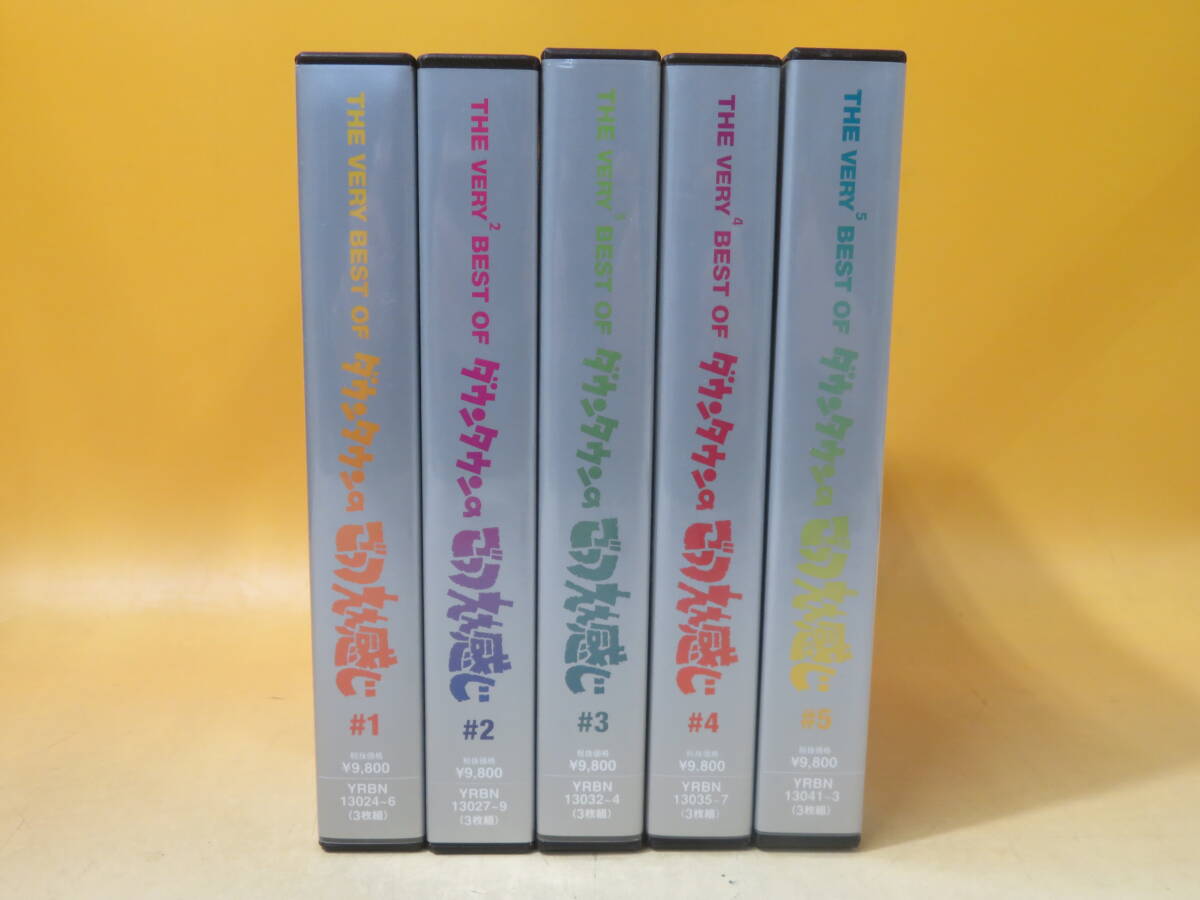 THE VERY BEST OF ダウンタウンのごっつええ感じ
#1
税抜価格
¥9,800
YRBN
13024~6
(3枚組)
THE VERY² BEST OF ダウンタウンのごっつええ感じ
#2
税抜価格
¥9,800
YRBN
13027~9
(3枚組)
THE VERY³ BEST OF ダウンタウンのごっつええ感じ
#3
税抜価格
¥9,800
YRBN
13032~4
(3枚組)
THE VERY⁴ BEST OF ダウンタウンのごっつええ感じ
#4
税抜価格
¥9,800
YRBN
13035~7
(3枚組)
THE VERY⁵ BEST OF ダウンタウンのごっつええ感じ
#5
税抜価格
¥9,800
YRBN
13041~3
(3枚組)